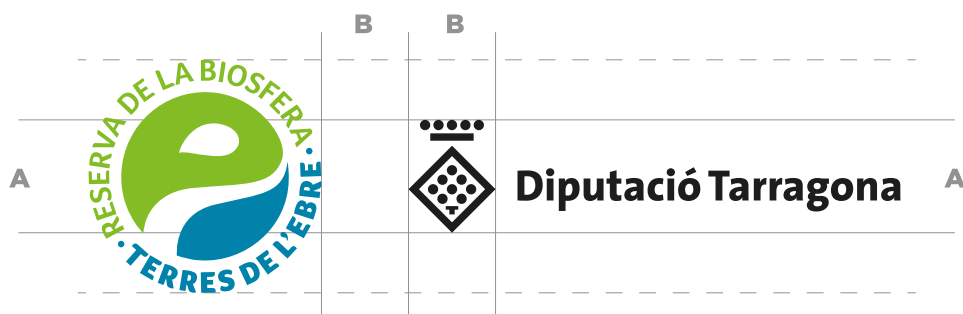 B B
RESERVA DE LA BIOSFERA
· TERRES DE L'EBRE ·
A
Diputació Tarragona
A